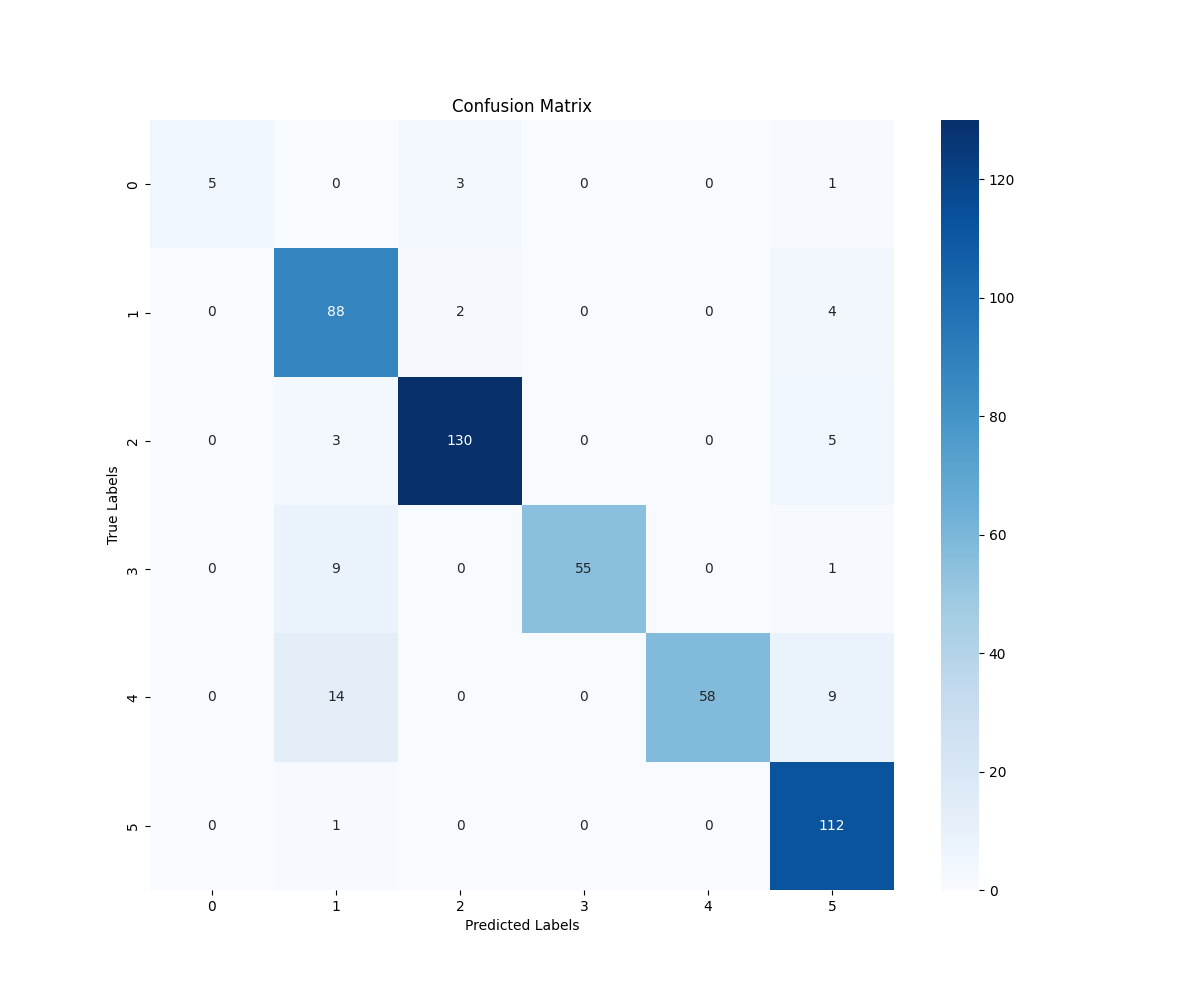 Confusion Matrix
0 5 0 3 0 0 1
1 0 88 2 0 0 4
2 0 3 130 0 0 5
3 0 9 0 55 0 1
4 0 14 0 0 58 9
5 0 1 0 0 0 112
0 1 2 3 4 5
Predicted Labels
True Labels
120
100
80
60
40
20
0